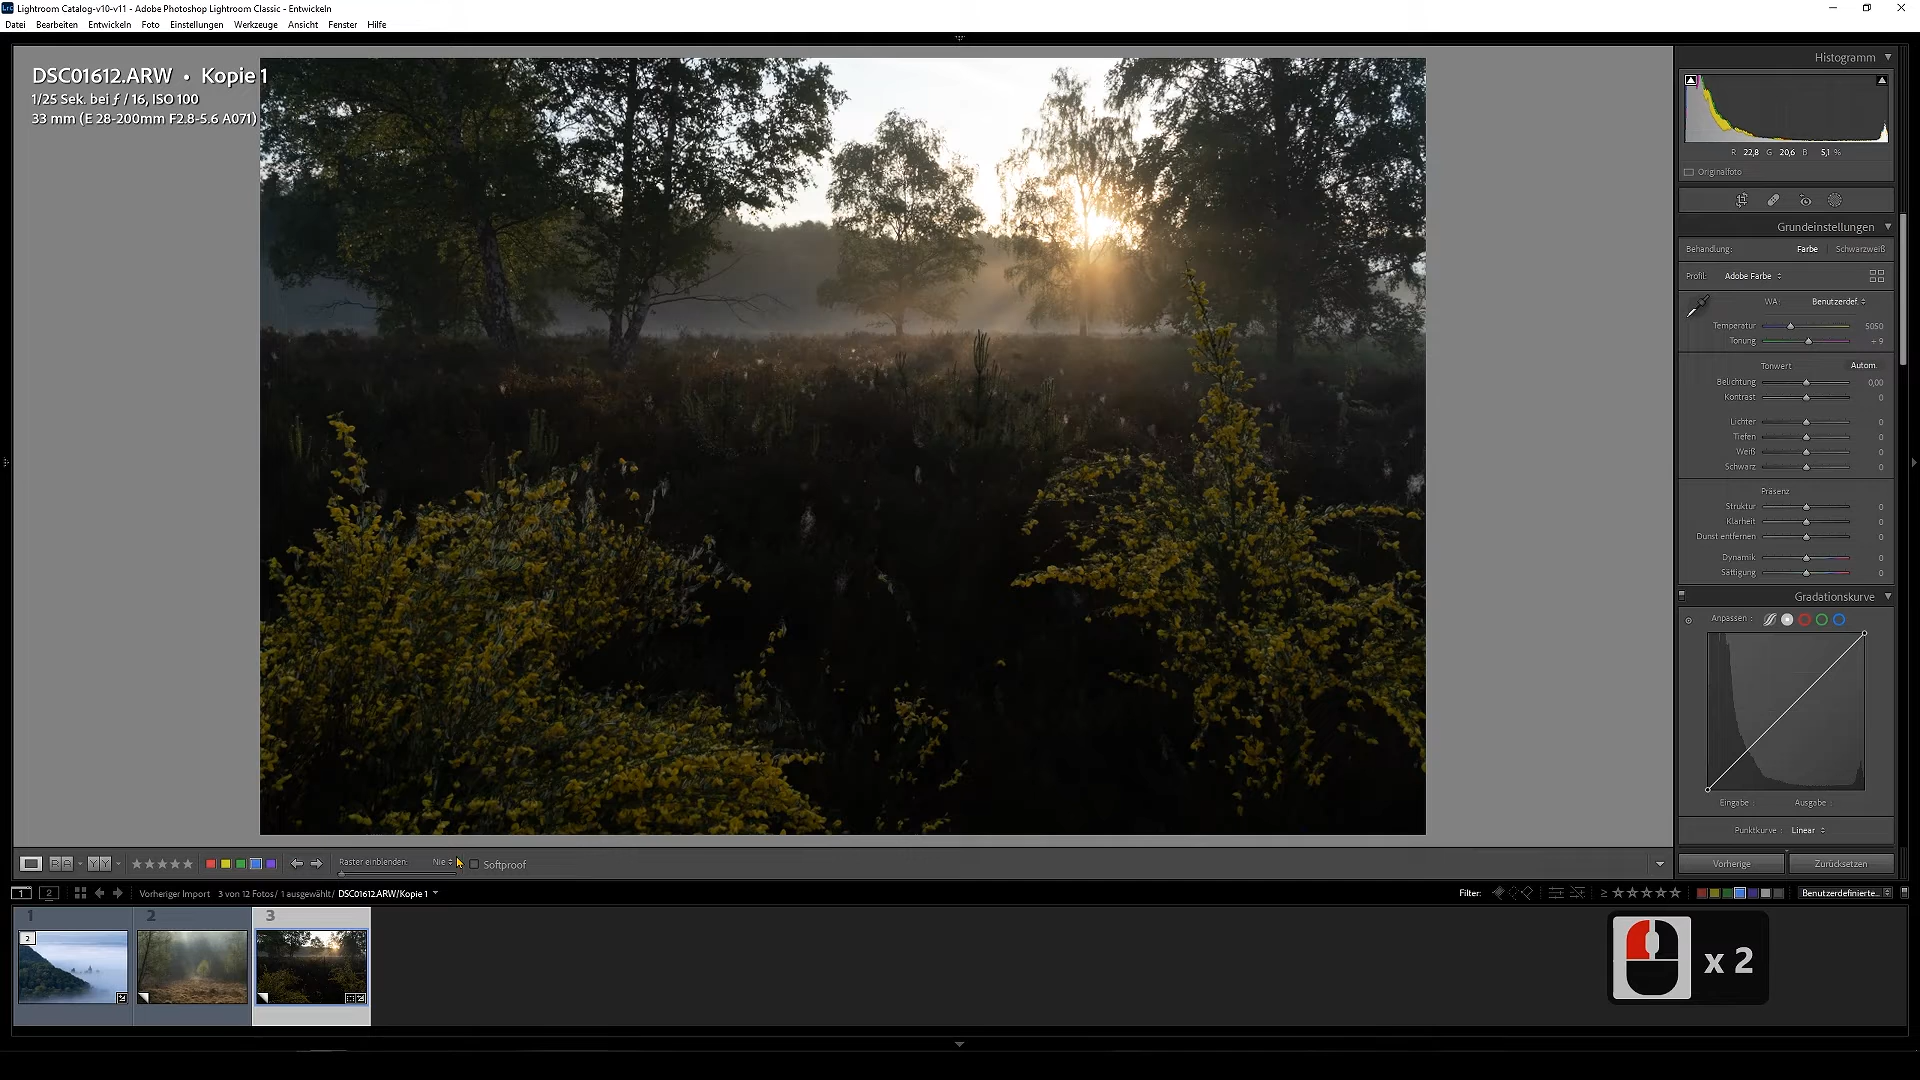 Lrc Lightroom Catalog-v10-v11 - Adobe Photoshop Lightroom Classic - Entwickeln
Datei Bearbeiten Entwickeln Foto Einstellungen Werkzeuge Ansicht Fenster Hilfe
DSC01612.ARW • Kopie 1
1/25 Sek. bei ƒ / 16, ISO 100
33 mm (E 28-200mm F2.8-5.6 A071)
Histogramm
R 22,8 G 20,6 B 5,1 %
Originalfoto
Grundeinstellungen
Behandlung: Farbe Schwarzweiß
Profil: Adobe Farbe
WA: Benutzerdef.
Temperatur 5050
Tonung + 9
Tonwert Autom.
Belichtung 0,00
Kontrast 0
Lichter 0
Tiefen 0
Weiß 0
Schwarz 0
Präsenz
Struktur 0
Klarheit 0
Dunst entfernen 0
Dynamik 0
Sättigung 0
Gradationskurve
Anpassen :
Eingabe Ausgabe
Punktkurve : Linear
Vorherige Zurücksetzen
R A Y Y Raster einblenden: Nie Softproof
1 2 Vorheriger Import 3 von 12 Fotos / 1 ausgewählt / DSC01612.ARW/Kopie 1 Filter: ≥ Benutzerdefinierte...
1 2 3
2
x 2